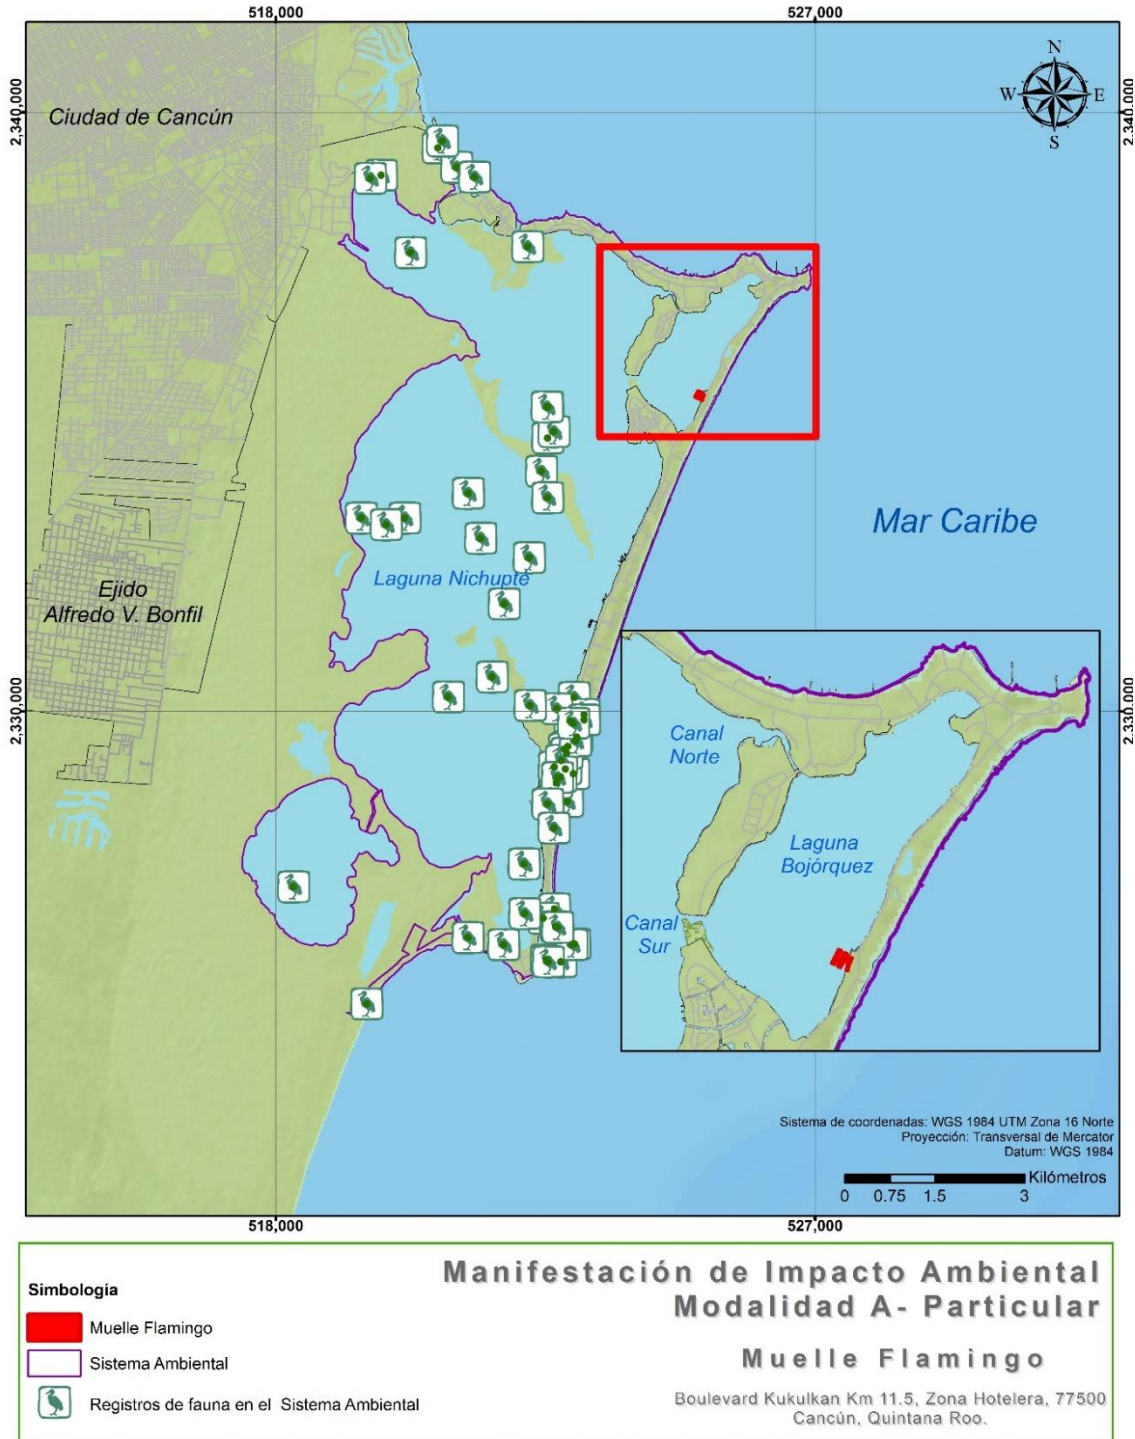 518,000
527,000
2,340,000
2,340,000
Ciudad de Cancún
N
W
E
S
Mar Caribe
Laguna Nichupté
Ejido
Alfredo V. Bonfil
2,330,000
2,330,000
Canal
Norte
Laguna
Bojórquez
Canal
Sur
Sistema de coordenadas: WGS 1984 UTM Zona 16 Norte
Proyección: Transversal de Mercator
Datum: WGS 1984
Kilómetros
0 0.75 1.5 3
518,000
527,000
Manifestación de Impacto Ambiental
Modalidad A- Particular
Muelle Flamingo
Boulevard Kukulkan Km 11.5, Zona Hotelera, 77500
Cancún, Quintana Roo.
Simbología
Muelle Flamingo
Sistema Ambiental
Registros de fauna en el Sistema Ambiental